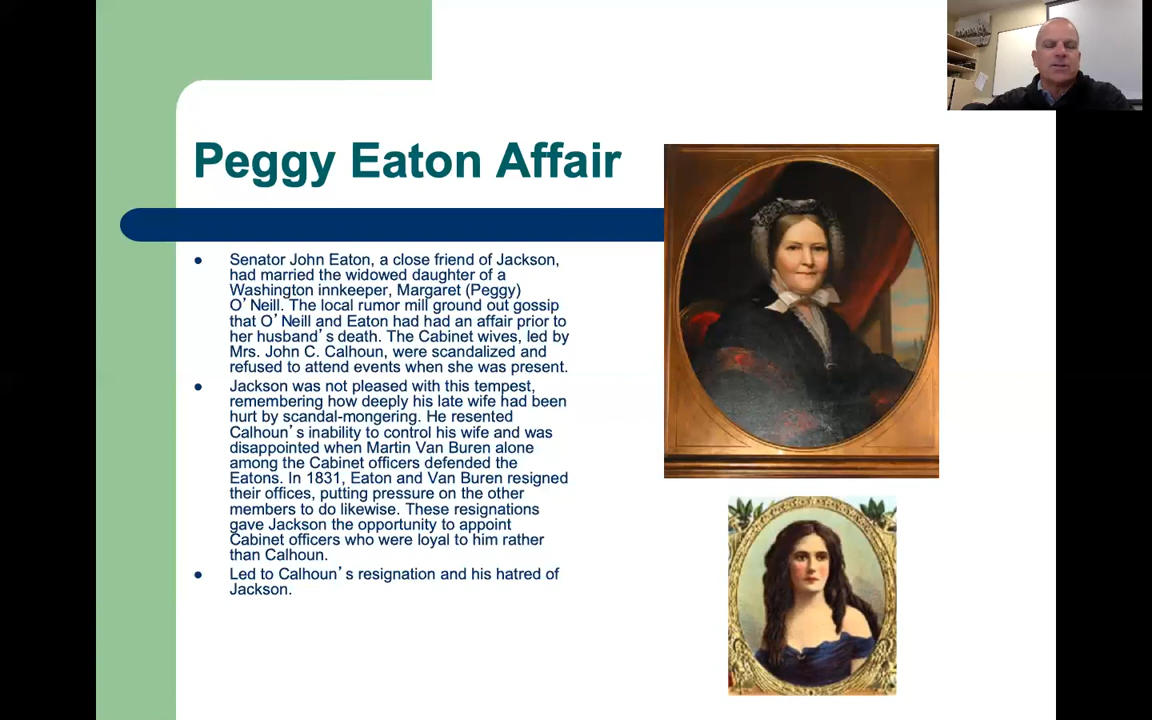 Peggy Eaton Affair
● Senator John Eaton, a close friend of Jackson,
had married the widowed daughter of a
Washington innkeeper, Margaret (Peggy)
O’Neill. The local rumor mill ground out gossip
that O’Neill and Eaton had had an affair prior to
her husband’s death. The Cabinet wives, led by
Mrs. John C. Calhoun, were scandalized and
refused to attend events when she was present.
● Jackson was not pleased with this tempest,
remembering how deeply his late wife had been
hurt by scandal-mongering. He resented
Calhoun’s inability to control his wife and was
disappointed when Martin Van Buren alone
among the Cabinet officers defended the
Eatons. In 1831, Eaton and Van Buren resigned
their offices, putting pressure on the other
members to do likewise. These resignations
gave Jackson the opportunity to appoint
Cabinet officers who were loyal to him rather
than Calhoun.
● Led to Calhoun’s resignation and his hatred of
Jackson.